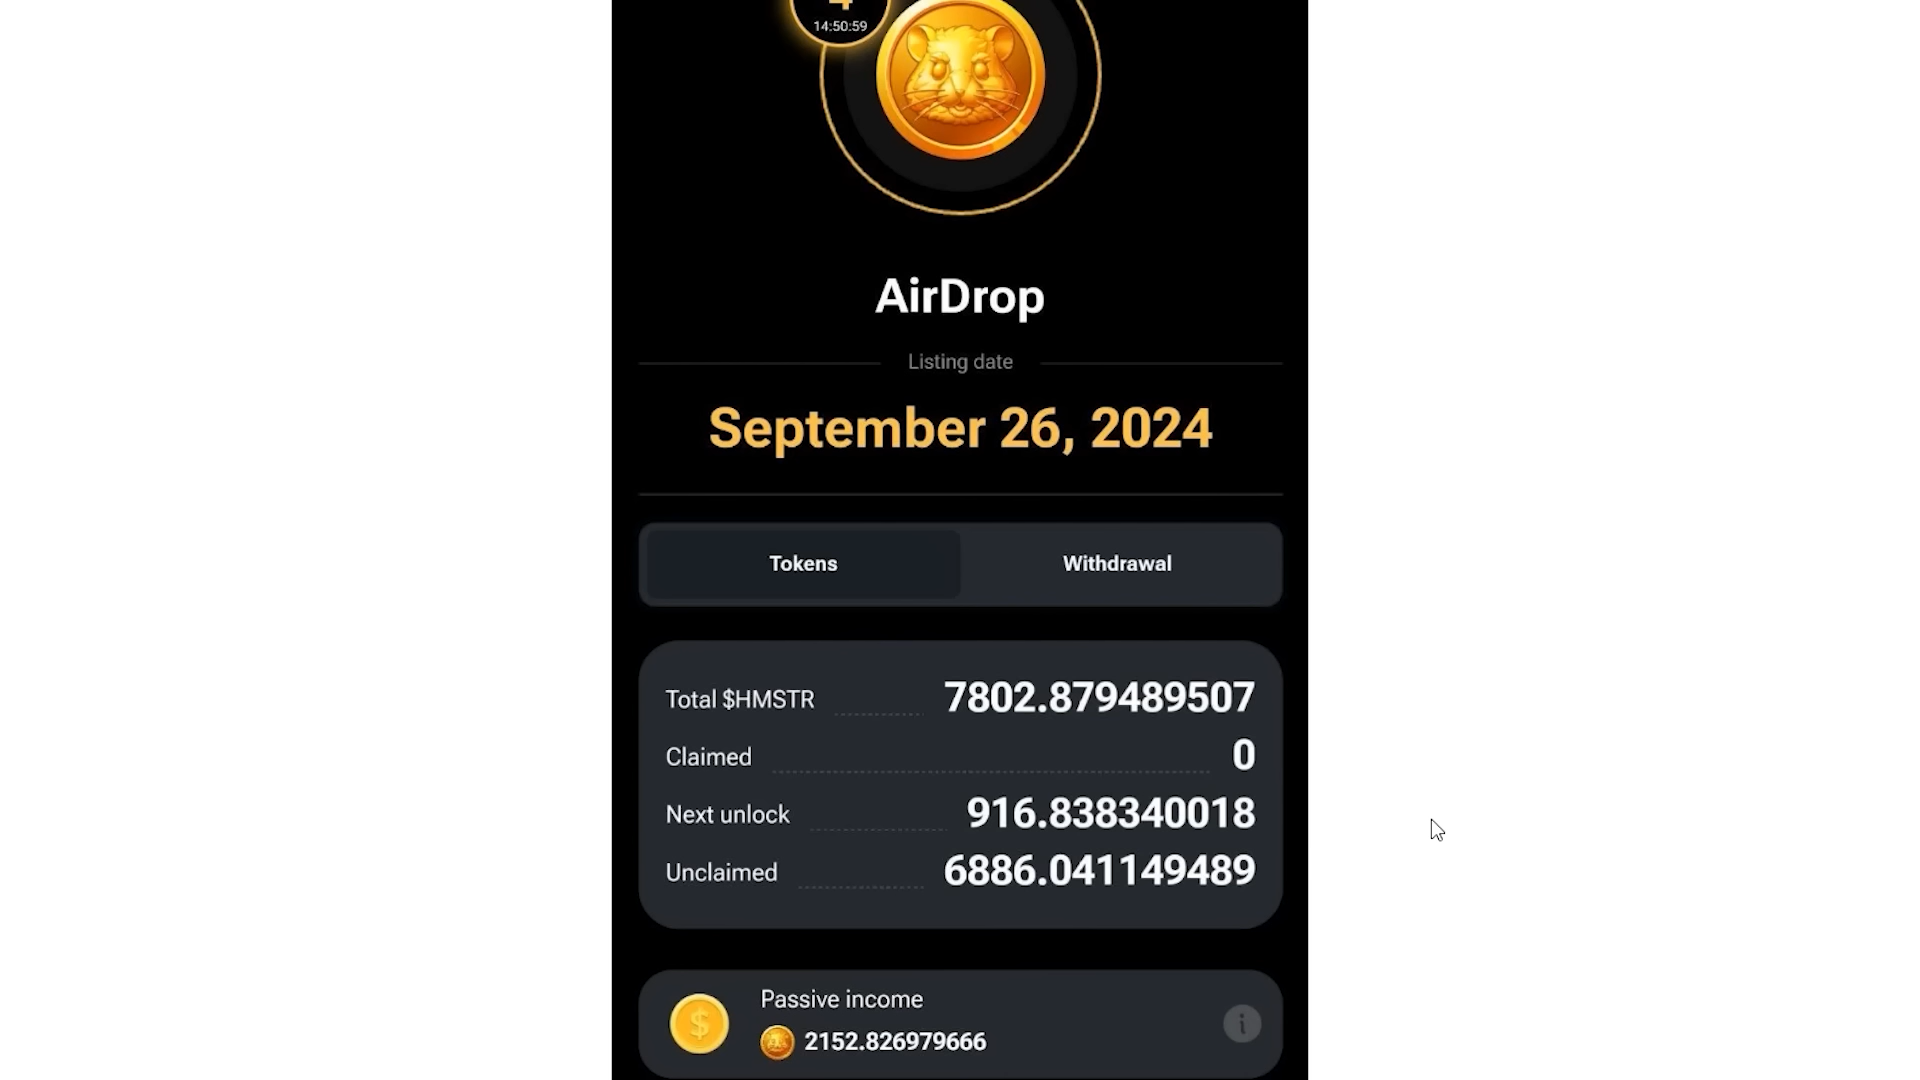 14:50:59
AirDrop
Listing date
September 26, 2024
Tokens Withdrawal
Total $HMSTR 7802.879489507
Claimed 0
Next unlock 916.838340018
Unclaimed 6886.041149489
Passive income
2152.826979666